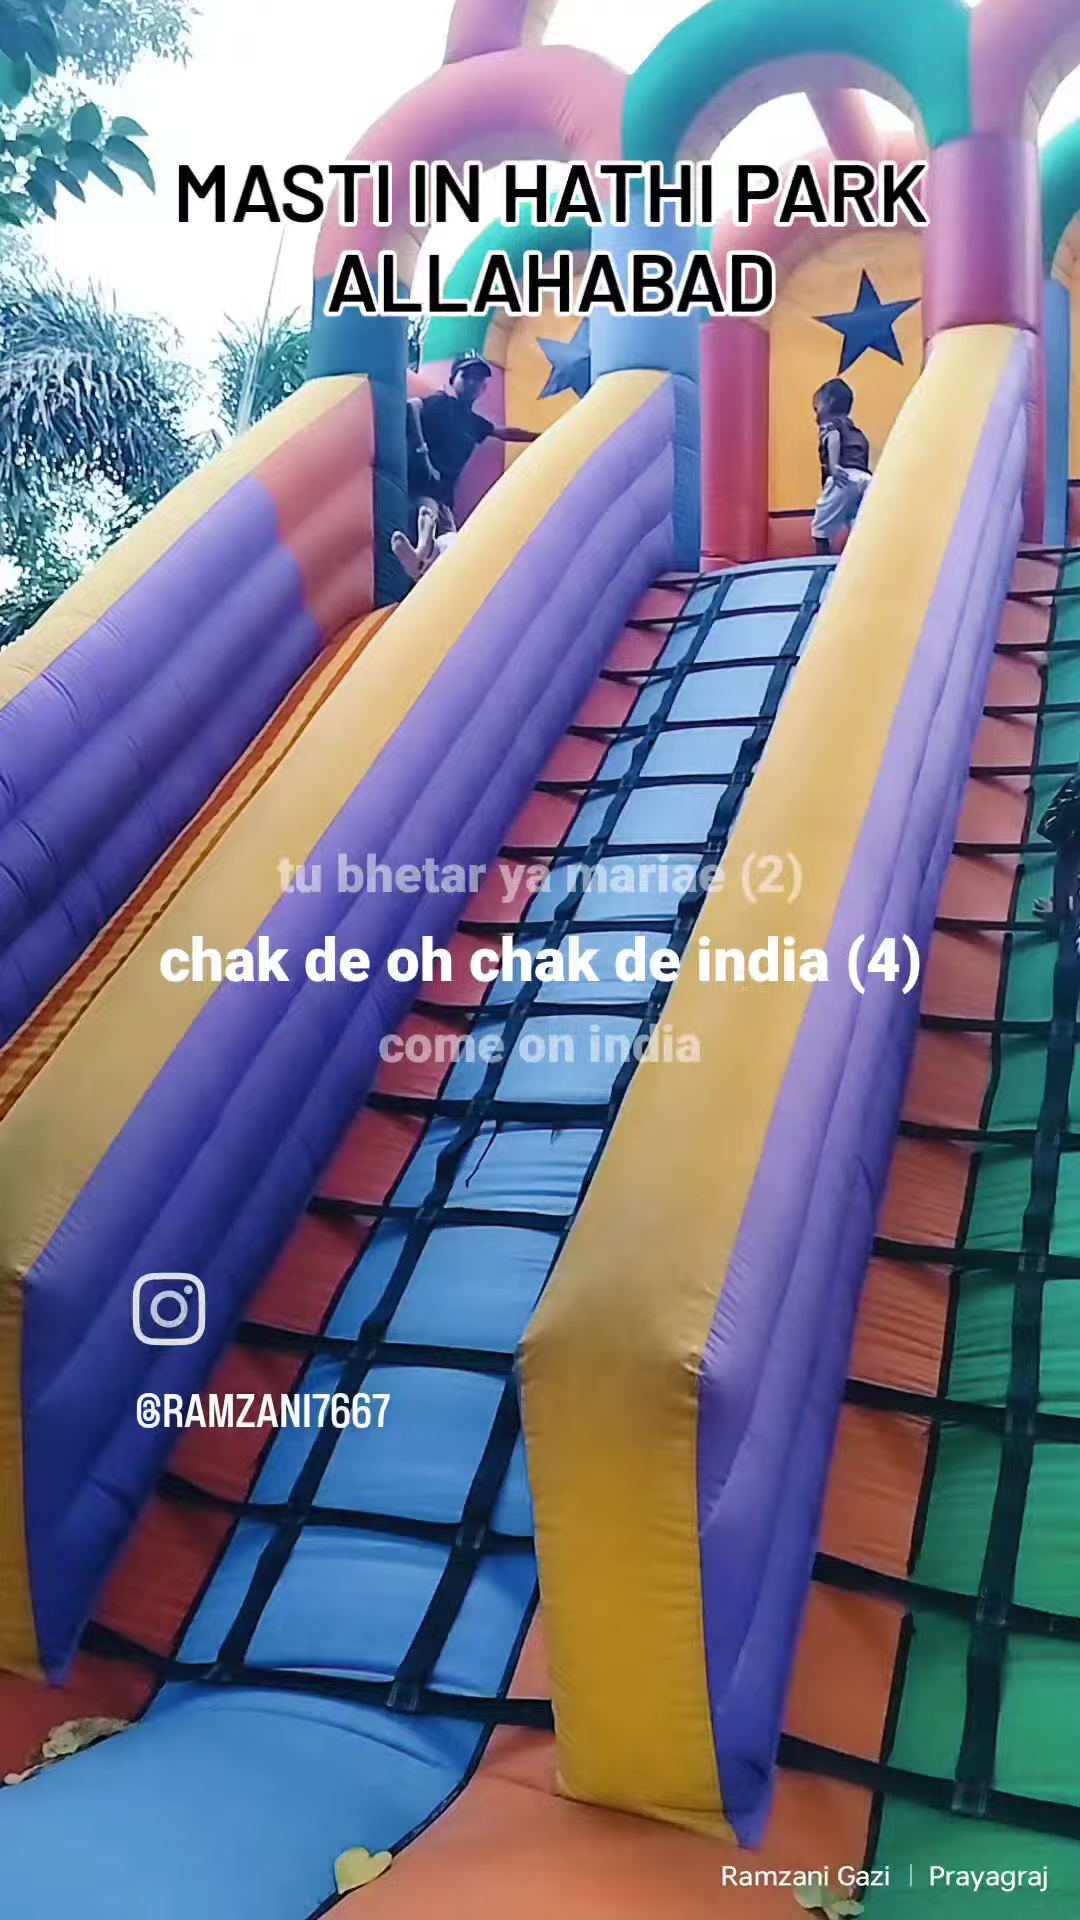 MASTI IN HATHI PARK
ALLAHABAD
tu bhetar ya mariae (2)
chak de oh chak de india (4)
come on india
@RAMZANI7667
Ramzani Gazi | Prayagraj